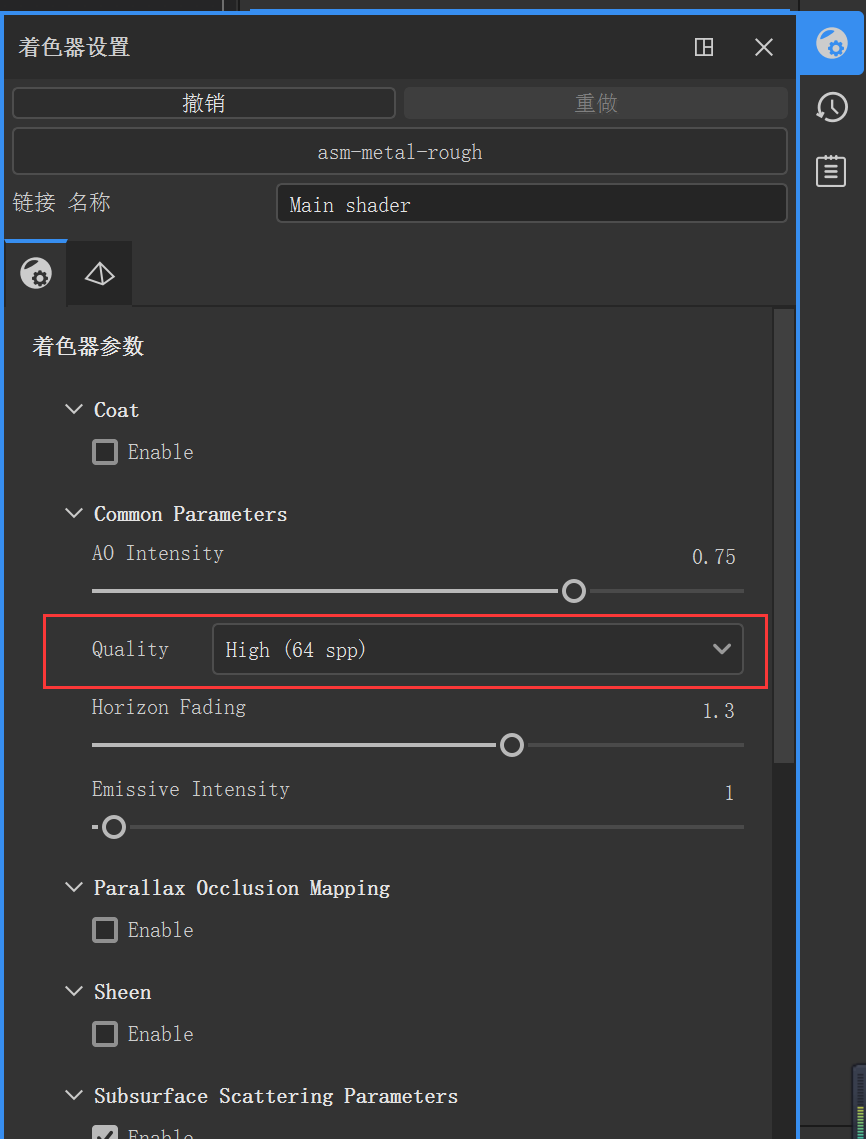 着色器设置
撤销 重做
asm-metal-rough
链接 名称 Main shader
着色器参数
Coat
Enable
Common Parameters
AO Intensity 0.75
Quality High (64 spp)
Horizon Fading 1.3
Emissive Intensity 1
Parallax Occlusion Mapping
Enable
Sheen
Enable
Subsurface Scattering Parameters
Enable